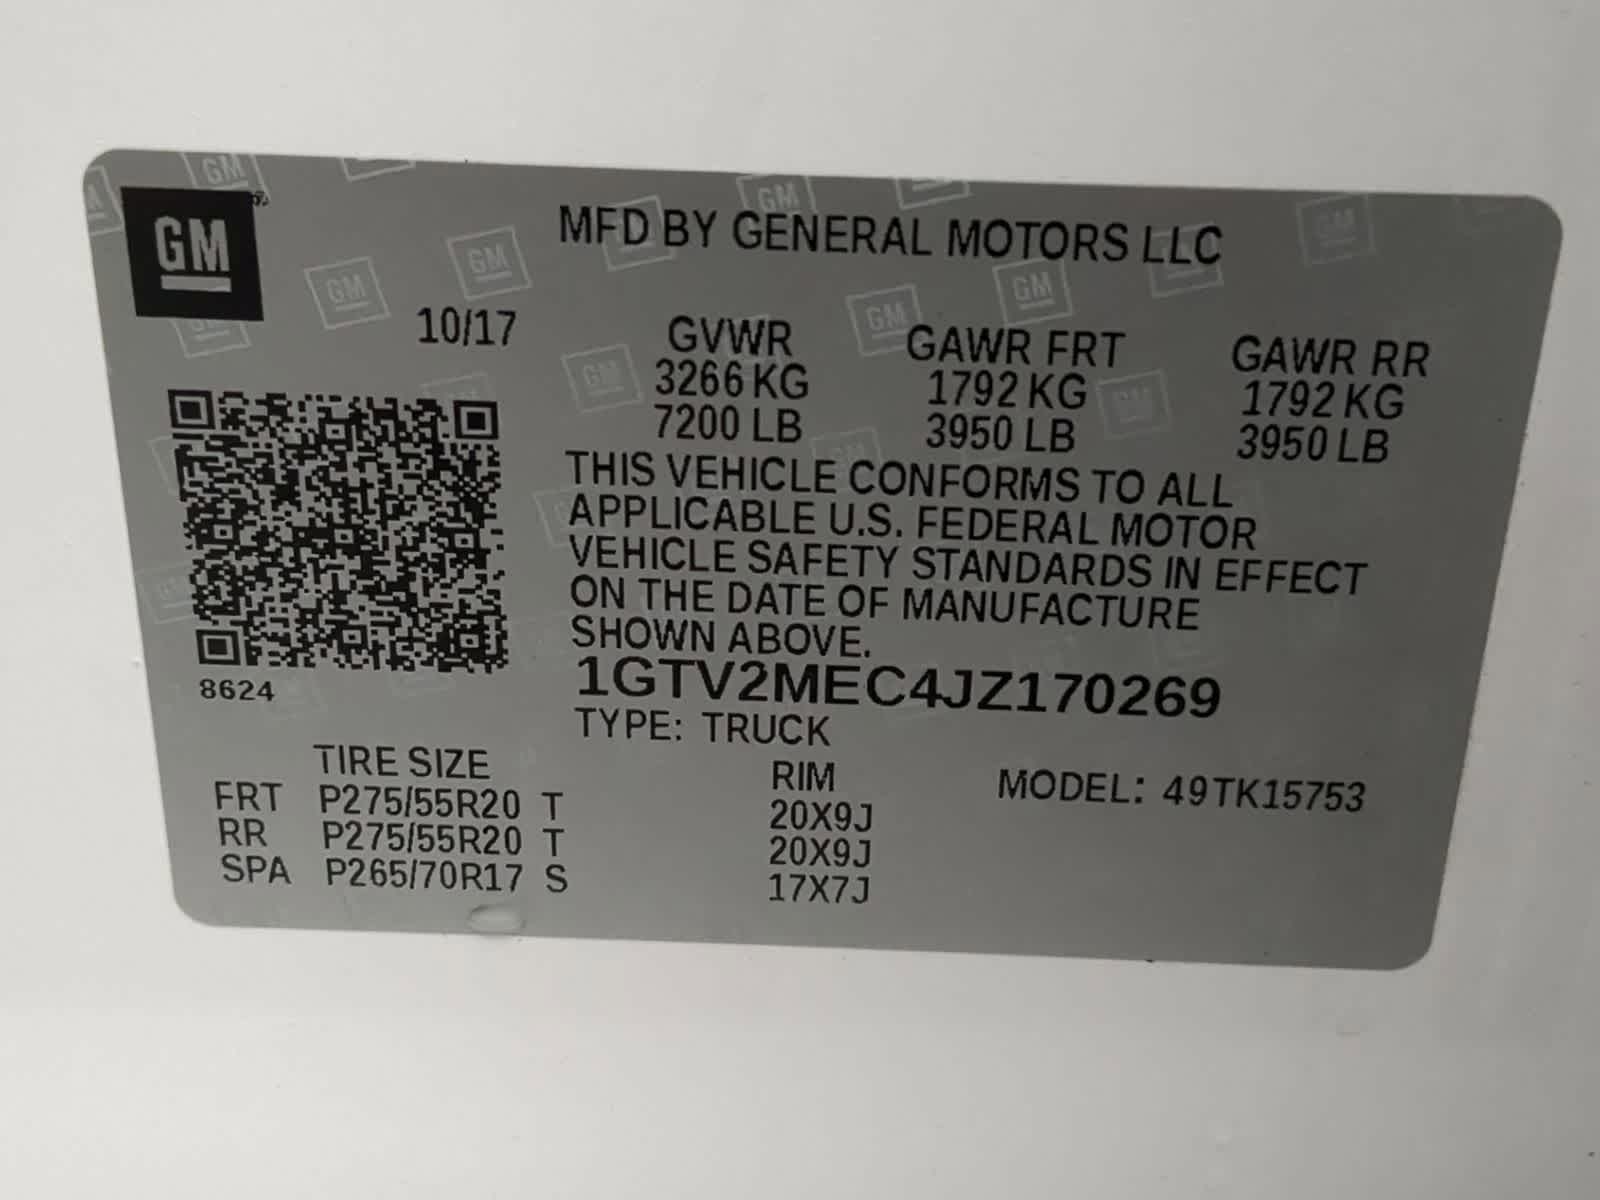 GM
MFD BY GENERAL MOTORS LLC
10/17
GVWR GAWR FRT GAWR RR
3266 KG 1792 KG 1792 KG
7200 LB 3950 LB 3950 LB
THIS VEHICLE CONFORMS TO ALL
APPLICABLE U.S. FEDERAL MOTOR
VEHICLE SAFETY STANDARDS IN EFFECT
ON THE DATE OF MANUFACTURE
SHOWN ABOVE.
8624
1GTV2MEC4JZ170269
TYPE: TRUCK
TIRE SIZE RIM MODEL: 49TK15753
FRT P275/55R20 T 20X9J
RR P275/55R20 T 20X9J
SPA P265/70R17 S 17X7J